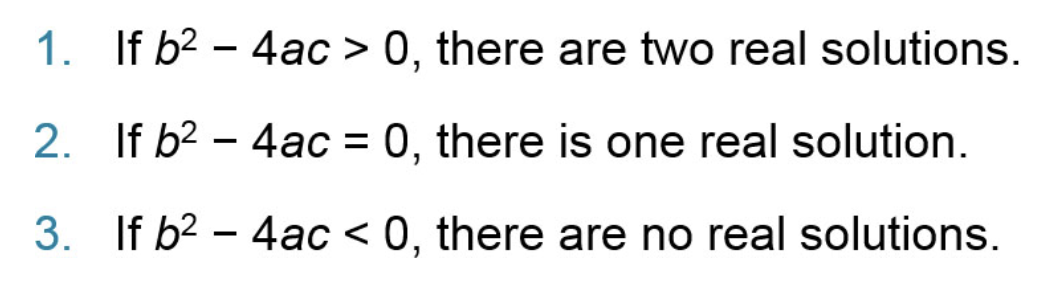 1. If b² − 4ac > 0, there are two real solutions.
2. If b² − 4ac = 0, there is one real solution.
3. If b² − 4ac < 0, there are no real solutions.